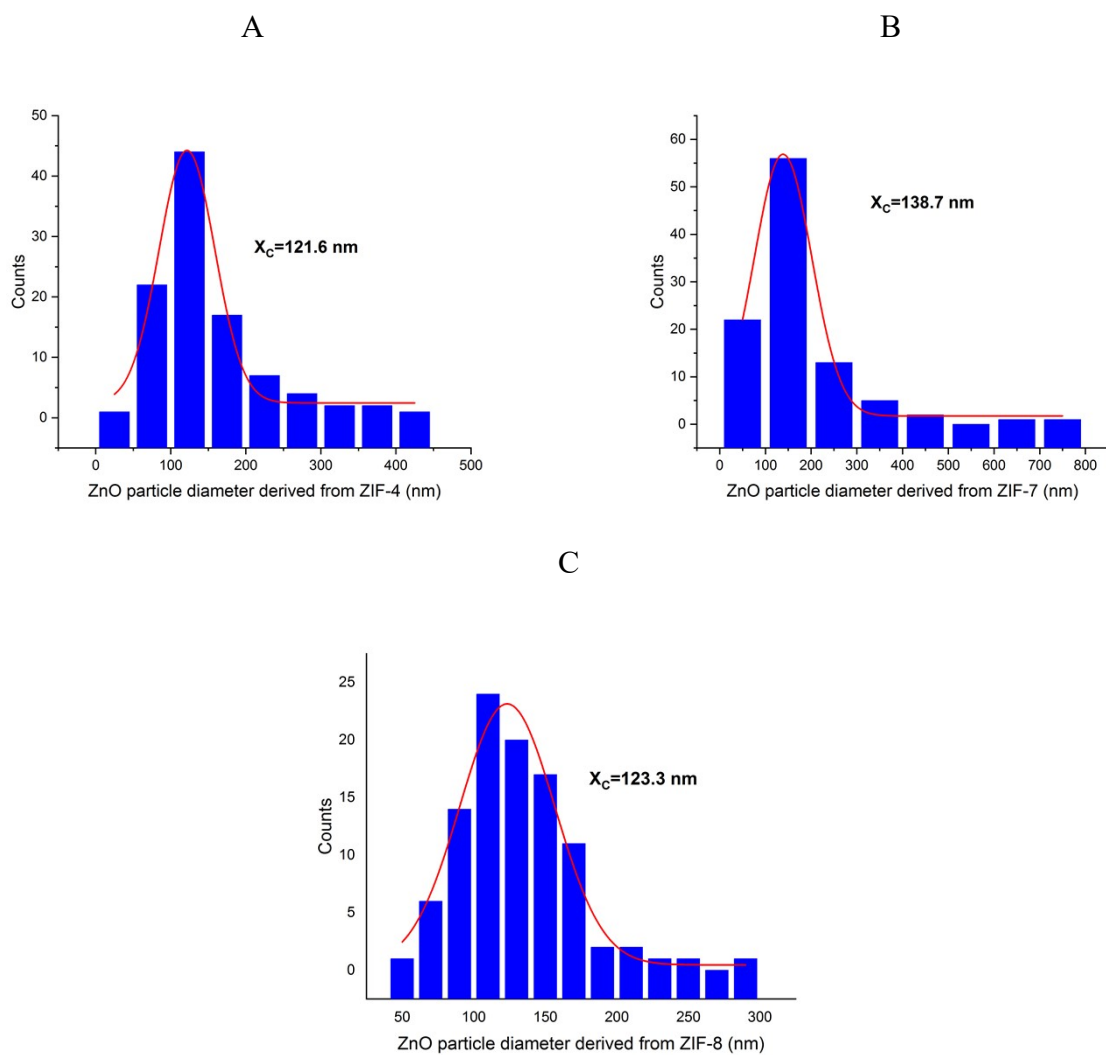 A
B
50
40
30
20
10
0
Counts
X_C=121.6 nm
0 100 200 300 400 500
ZnO particle diameter derived from ZIF-4 (nm)
60
50
40
30
20
10
0
Counts
X_C=138.7 nm
0 100 200 300 400 500 600 700 800
ZnO particle diameter derived from ZIF-7 (nm)
C
25
20
15
10
5
0
Counts
X_C=123.3 nm
50 100 150 200 250 300
ZnO particle diameter derived from ZIF-8 (nm)